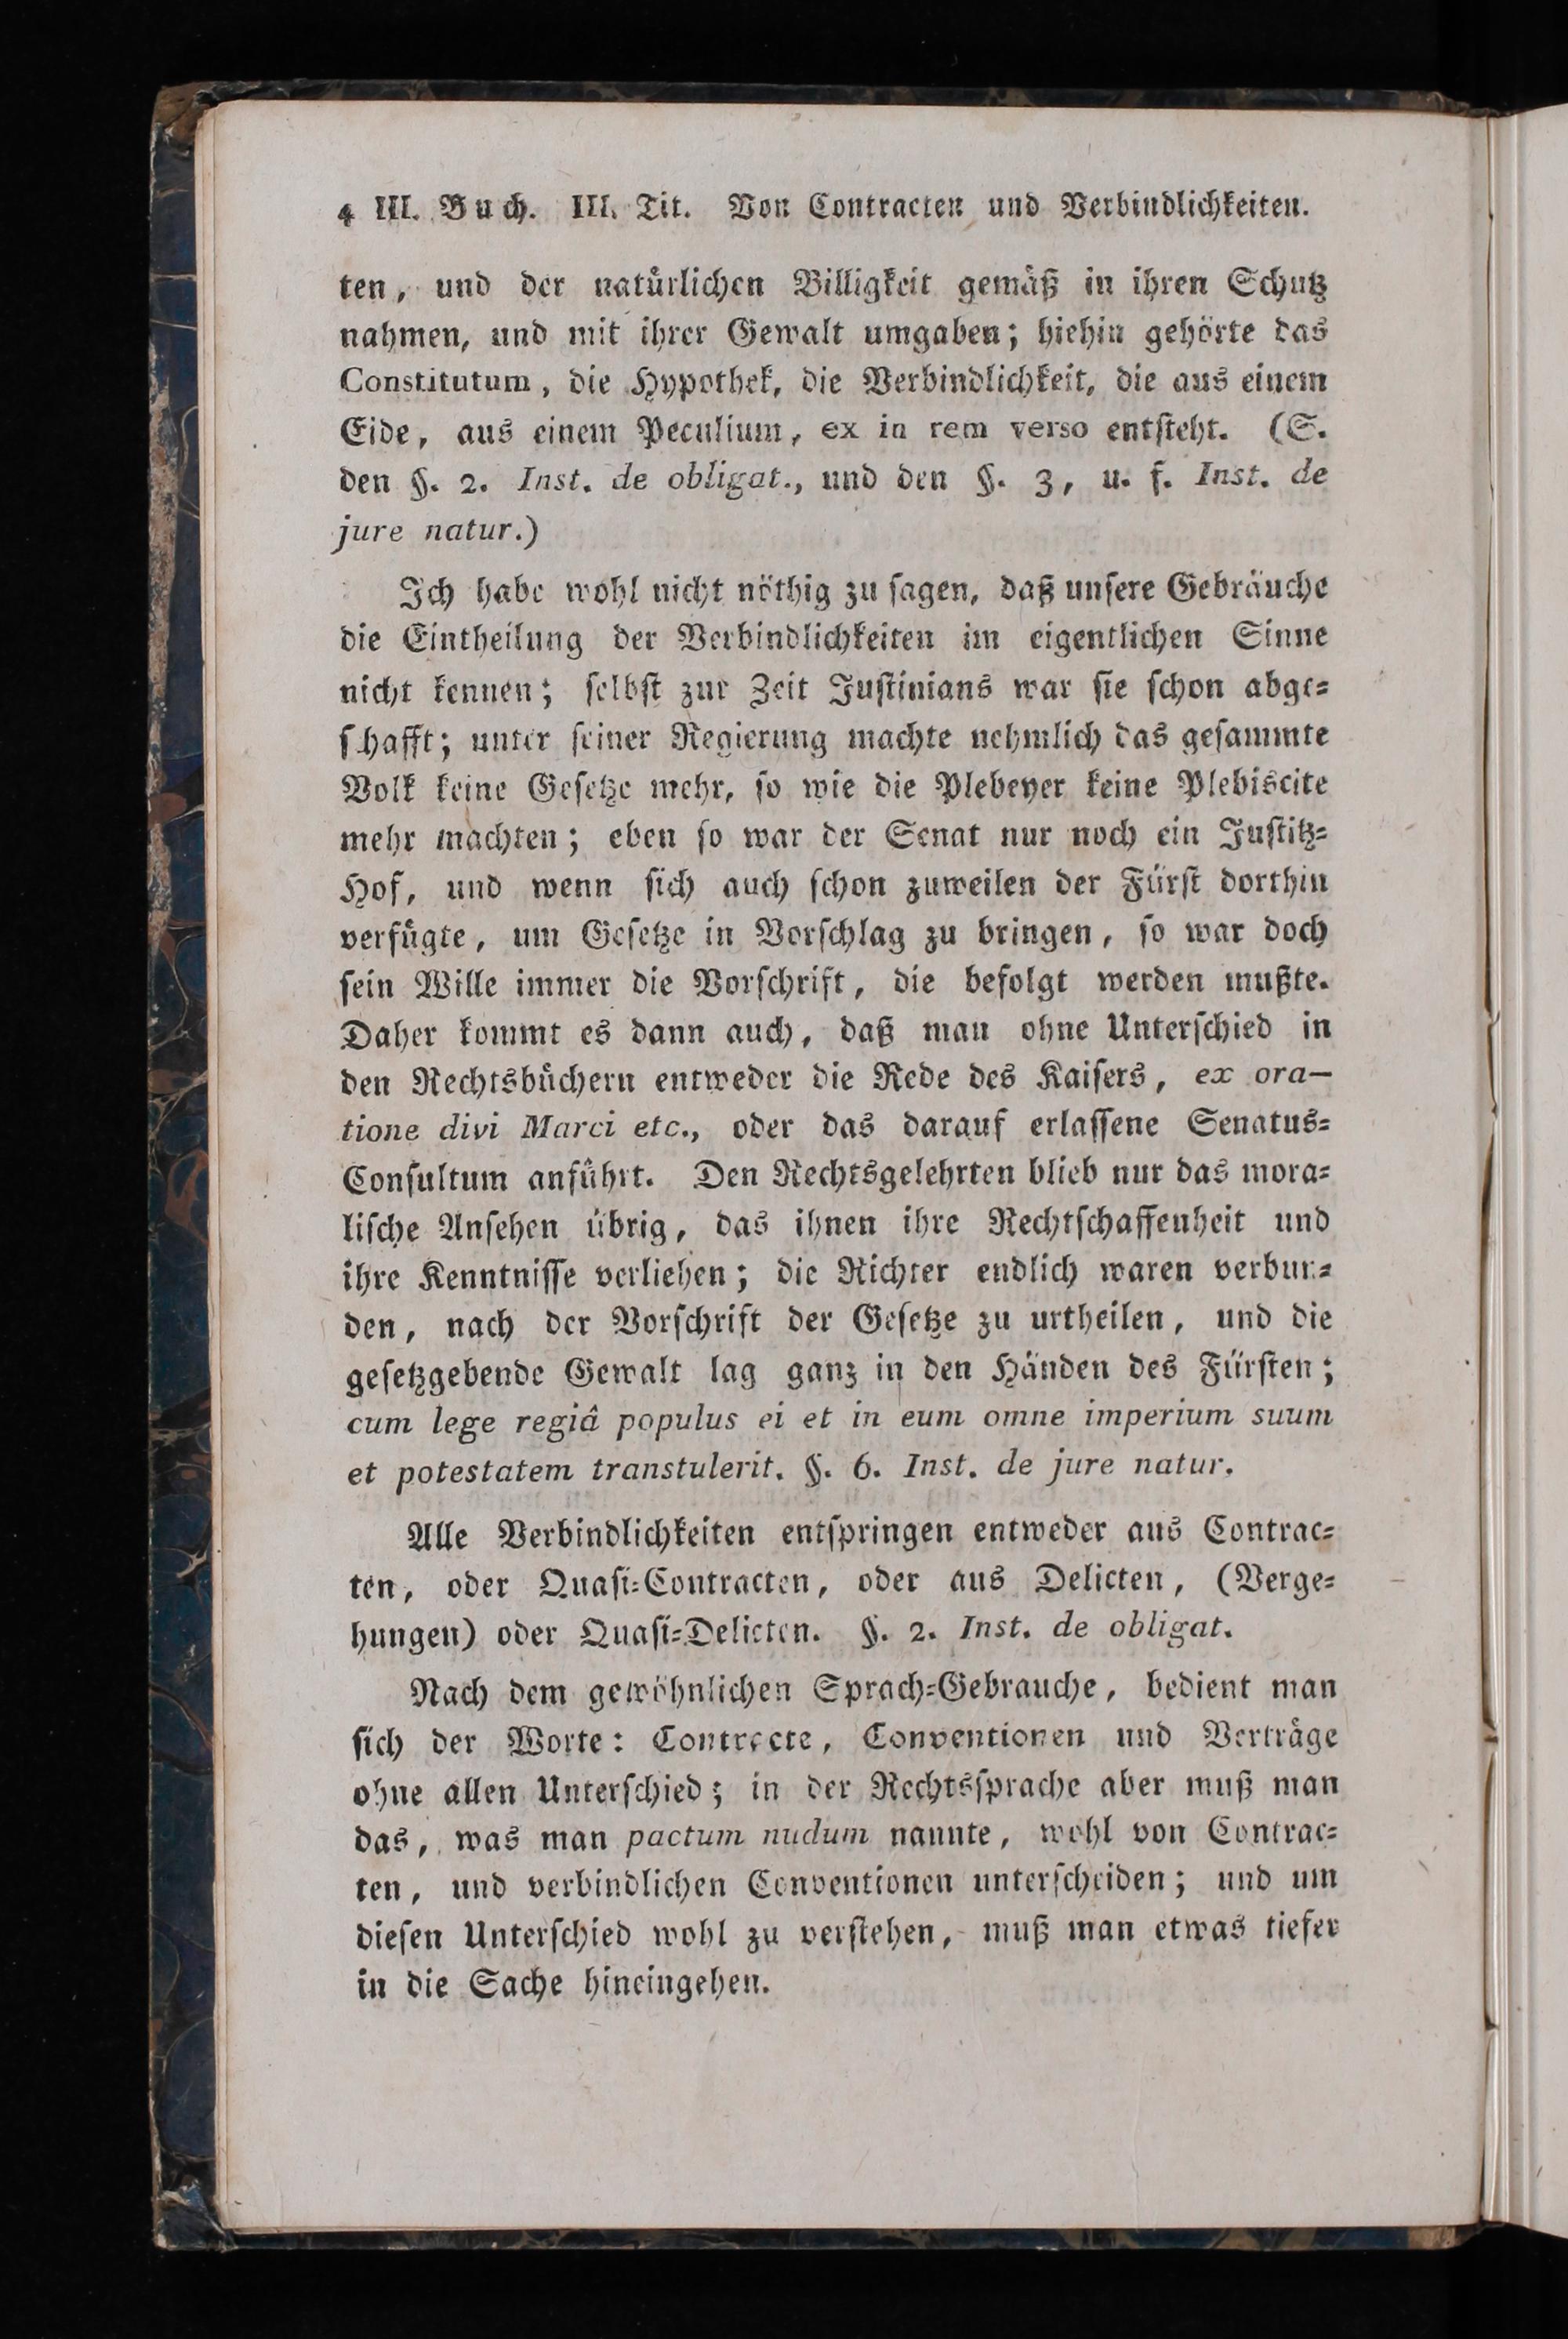 4 III. Buch. III. Tit. Von Contracten und Verbindlichkeiten.
ten, und der natürlichen Billigkeit gemäß in ihren Schutz
nahmen, und mit ihrer Gewalt umgaben; hiehin gehörte das
Constitutum, die Hypothek, die Verbindlichkeit, die aus einem
Eide, aus einem Peculium, ex in rem verso entsteht. (S.
den §. 2. Inst. de obligat., und den §. 3, u. f. Inst. de
jure natur.)
Ich habe wohl nicht nöthig zu sagen, daß unsere Gebräuche
die Eintheilung der Verbindlichkeiten im eigentlichen Sinne
nicht kennen; selbst zur Zeit Justinians war sie schon abge=
schafft; unter seiner Regierung machte nehmlich das gesammte
Volk keine Gesetze mehr, so wie die Plebeyer keine Plebiscite
mehr machten; eben so war der Senat nur noch ein Justitz=
Hof, und wenn sich auch schon zuweilen der Fürst dorthin
verfügte, um Gesetze in Vorschlag zu bringen, so war doch
sein Wille immer die Vorschrift, die befolgt werden mußte.
Daher kommt es dann auch, daß man ohne Unterschied in
den Rechtsbüchern entweder die Rede des Kaisers, ex ora—
tione divi Marci etc., oder das darauf erlassene Senatus=
Consultum anführt. Den Rechtsgelehrten blieb nur das mora=
lische Ansehen übrig, das ihnen ihre Rechtschaffenheit und
ihre Kenntnisse verliehen; die Richter endlich waren verbun=
den, nach der Vorschrift der Gesetze zu urtheilen, und die
gesetzgebende Gewalt lag ganz in den Händen des Fürsten;
cum lege regiâ populus ei et in eum omne imperium suum
et potestatem transtulerit. §. 6. Inst. de jure natur.
Alle Verbindlichkeiten entspringen entweder aus Contrac=
ten, oder Quasi=Contracten, oder aus Delicten, (Verge=
hungen) oder Quasi=Delicten. §. 2. Inst. de obligat.
Nach dem gewöhnlichen Sprach=Gebrauche, bedient man
sich der Worte: Contracte, Conventionen und Verträge
ohne allen Unterschied; in der Rechtssprache aber muß man
das, was man pactum nudum nannte, wohl von Contrac=
ten, und verbindlichen Conventionen unterscheiden; und um
diesen Unterschied wohl zu verstehen, muß man etwas tiefer
in die Sache hineingehen.